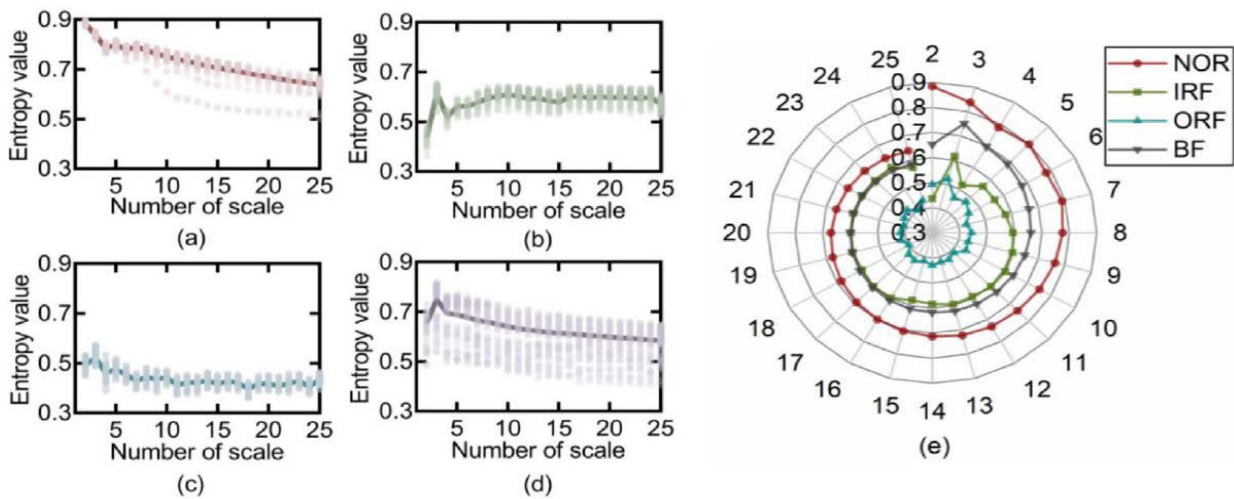 0.9
0.7
0.5
0.3
Entropy value
5 10 15 20 25
Number of scale
(a)
0.9
0.7
0.5
0.3
Entropy value
5 10 15 20 25
Number of scale
(b)
0.9
0.7
0.5
0.3
Entropy value
5 10 15 20 25
Number of scale
(c)
0.9
0.7
0.5
0.3
Entropy value
5 10 15 20 25
Number of scale
(d)
2
3
4
5
6
7
8
9
10
11
12
13
14
15
16
17
18
19
20
21
22
23
24
25
0.9
0.8
0.7
0.6
0.5
0.4
0.3
NOR
IRF
ORF
BF
(e)